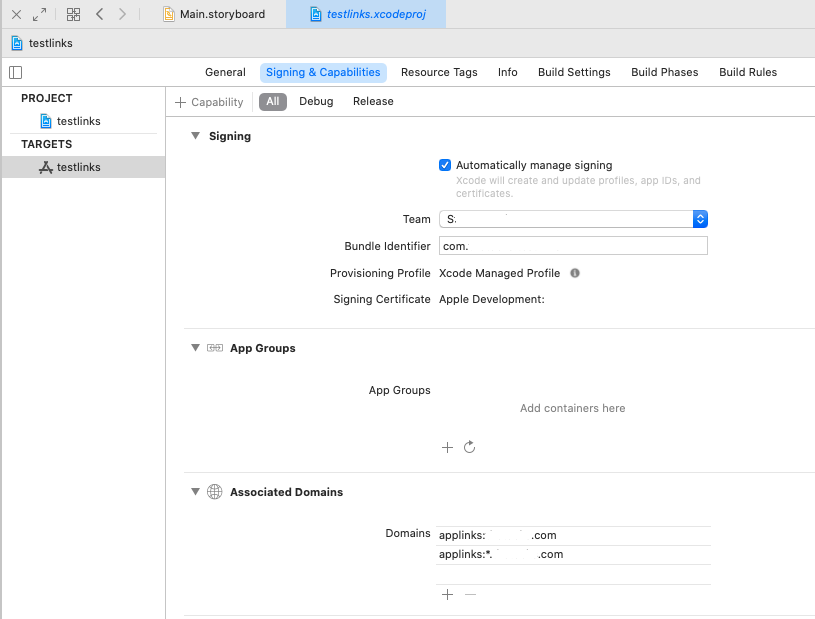 Main.storyboard
testlinks.xcodeproj
testlinks
General Signing & Capabilities Resource Tags Info Build Settings Build Phases Build Rules
PROJECT
testlinks
TARGETS
testlinks
+ Capability All Debug Release
Signing
Automatically manage signing
Xcode will create and update profiles, app IDs, and
certificates.
Team S
Bundle Identifier com.
Provisioning Profile Xcode Managed Profile
Signing Certificate Apple Development:
App Groups
App Groups
Add containers here
Associated Domains
Domains applinks: .com
applinks:*. .com